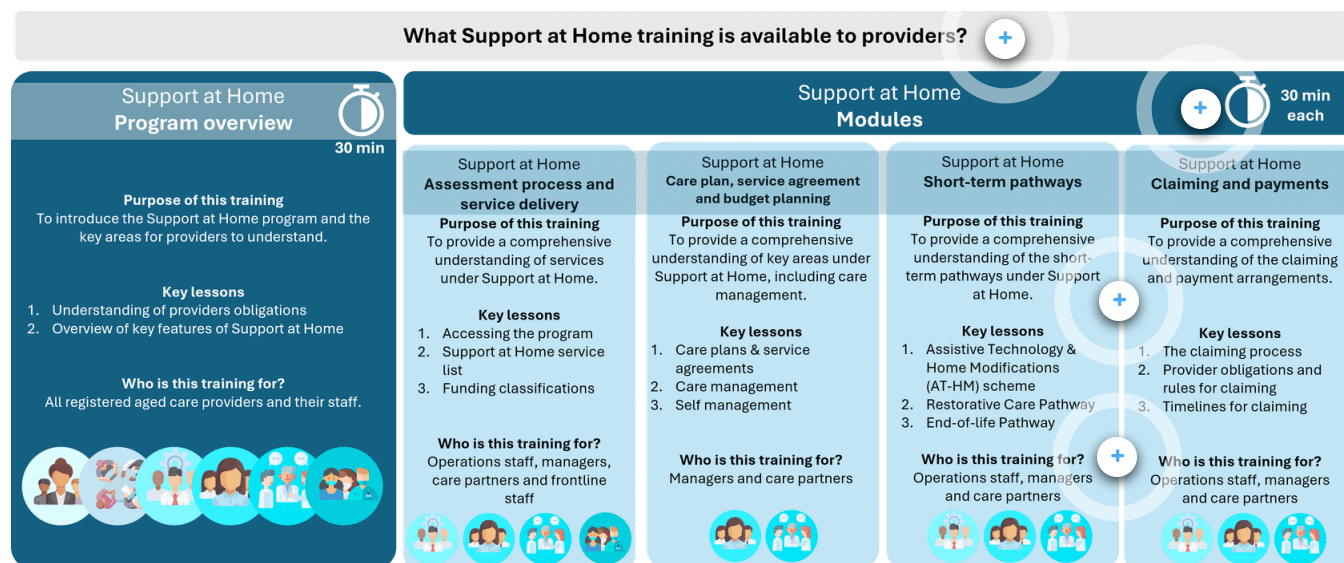 What Support at Home training is available to providers?
Support at Home
Program overview
30 min
Purpose of this training
To introduce the Support at Home program and the
key areas for providers to understand.
Key lessons
1. Understanding of providers obligations
2. Overview of key features of Support at Home
Who is this training for?
All registered aged care providers and their staff.
Support at Home
Modules
30 min
each
Support at Home
Assessment process and
service delivery
Purpose of this training
To provide a comprehensive
understanding of services
under Support at Home.
Key lessons
1. Accessing the program
2. Support at Home service
list
3. Funding classifications
Who is this training for?
Operations staff, managers,
care partners and frontline
staff
Support at Home
Care plan, service agreement
and budget planning
Purpose of this training
To provide a comprehensive
understanding of key areas under
Support at Home, including care
management.
Key lessons
1. Care plans & service
agreements
2. Care management
3. Self management
Who is this training for?
Managers and care partners
Support at Home
Short-term pathways
Purpose of this training
To provide a comprehensive
understanding of the short-
term pathways under Support
at Home.
Key lessons
1. Assistive Technology &
Home Modifications
(AT-HM) scheme
2. Restorative Care Pathway
3. End-of-life Pathway
Who is this training for?
Operations staff, managers
and care partners
Support at Home
Claiming and payments
Purpose of this training
To provide a comprehensive
understanding of the claiming
and payment arrangements.
Key lessons
1. The claiming process
2. Provider obligations and
rules for claiming
3. Timelines for claiming
Who is this training for?
Operations staff, managers
and care partners